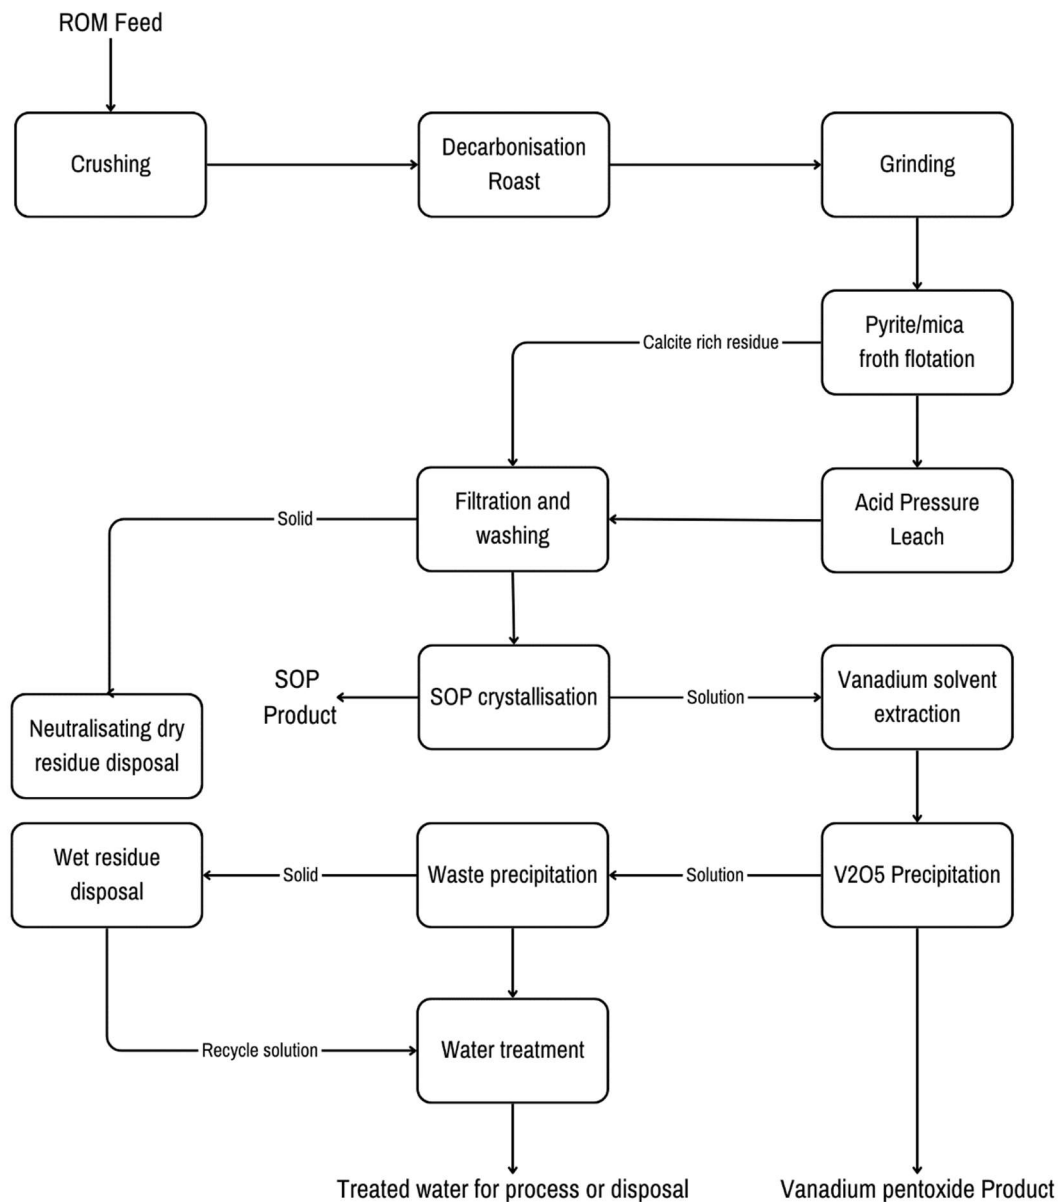 ROM Feed
Crushing
Decarbonisation
Roast
Grinding
Pyrite/mica
froth flotation
Calcite rich residue
Filtration and
washing
Acid Pressure
Leach
Solid
SOP
Product
SOP crystallisation
Solution
Vanadium solvent
extraction
Neutralisating dry
residue disposal
Wet residue
disposal
Solid
Waste precipitation
Solution
V2O5 Precipitation
Recycle solution
Water treatment
Treated water for process or disposal
Vanadium pentoxide Product